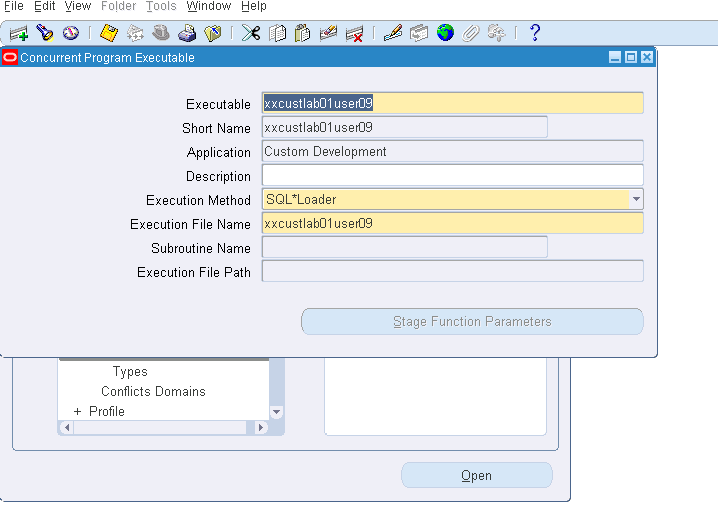 File Edit View Folder Tools Window Help
Concurrent Program Executable
Executable xxcustlab01user09
Short Name xxcustlab01user09
Application Custom Development
Description
Execution Method SQL*Loader
Execution File Name xxcustlab01user09
Subroutine Name
Execution File Path
Stage Function Parameters
Types
Conflicts Domains
+ Profile
Open